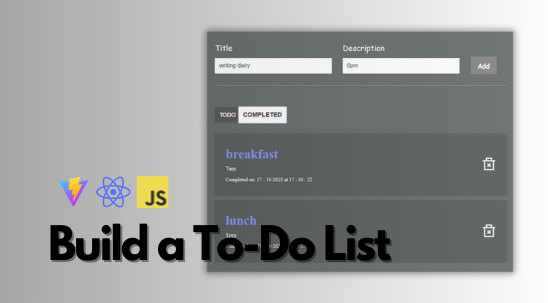 Title
Description
writing dairy
6pm
Add
TODO
COMPLETED
breakfast
7am
Completed on: 27 - 10 - 2023 at 17 : 30 : 22
JS
lunch
1pm
Build a To-Do List